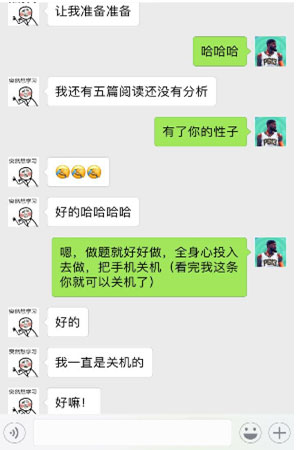 让我准备准备
哈哈哈
突然想学习
我还有五篇阅读还没有分析
有了你的性子
突然想学习
突然想学习
好的哈哈哈哈
嗯，做题就好好做，全身心投入
去做，把手机关机（看完我这条
你就可以关机了）
突然想学习
好的
突然想学习
我一直是关机的
突然想学习
好嘛！